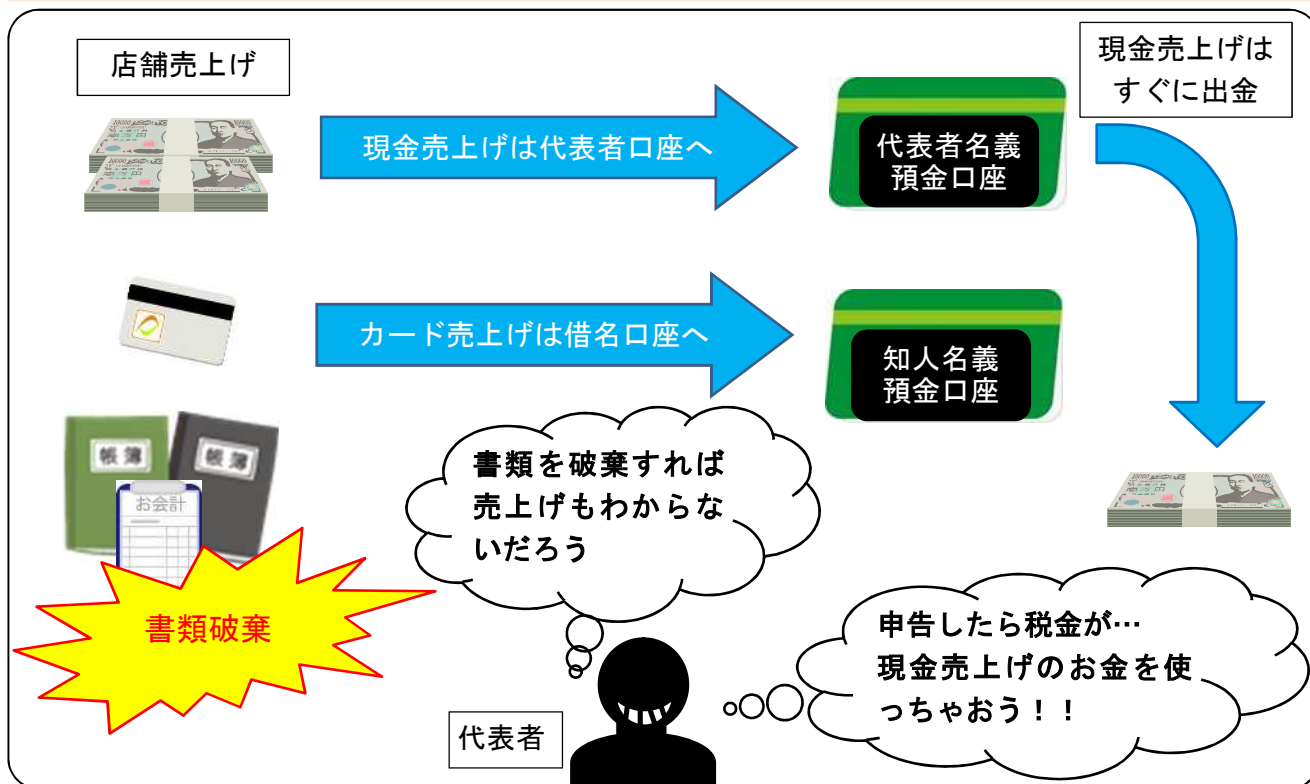 店舗売上げ
現金売上げは代表者口座へ
代表者名義
預金口座
現金売上げは
すぐに出金
カード売上げは借名口座へ
知人名義
預金口座
帳簿
帳簿
お会計
書類破棄
書類を破棄すれば
売上げもわからな
いだろう
申告したら税金が…
現金売上げのお金を使
っちゃおう！！
代表者